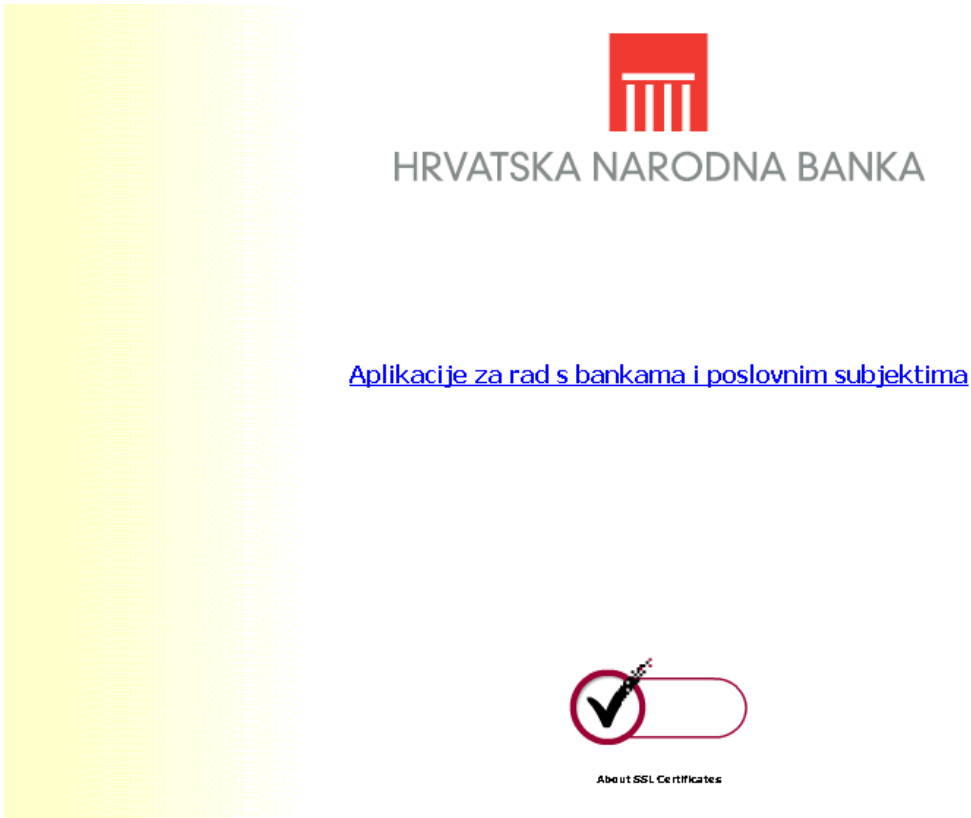 HRVATSKA NARODNA BANKA
Aplikacije za rad s bankama i poslovnim subjektima
About SSL Certificates